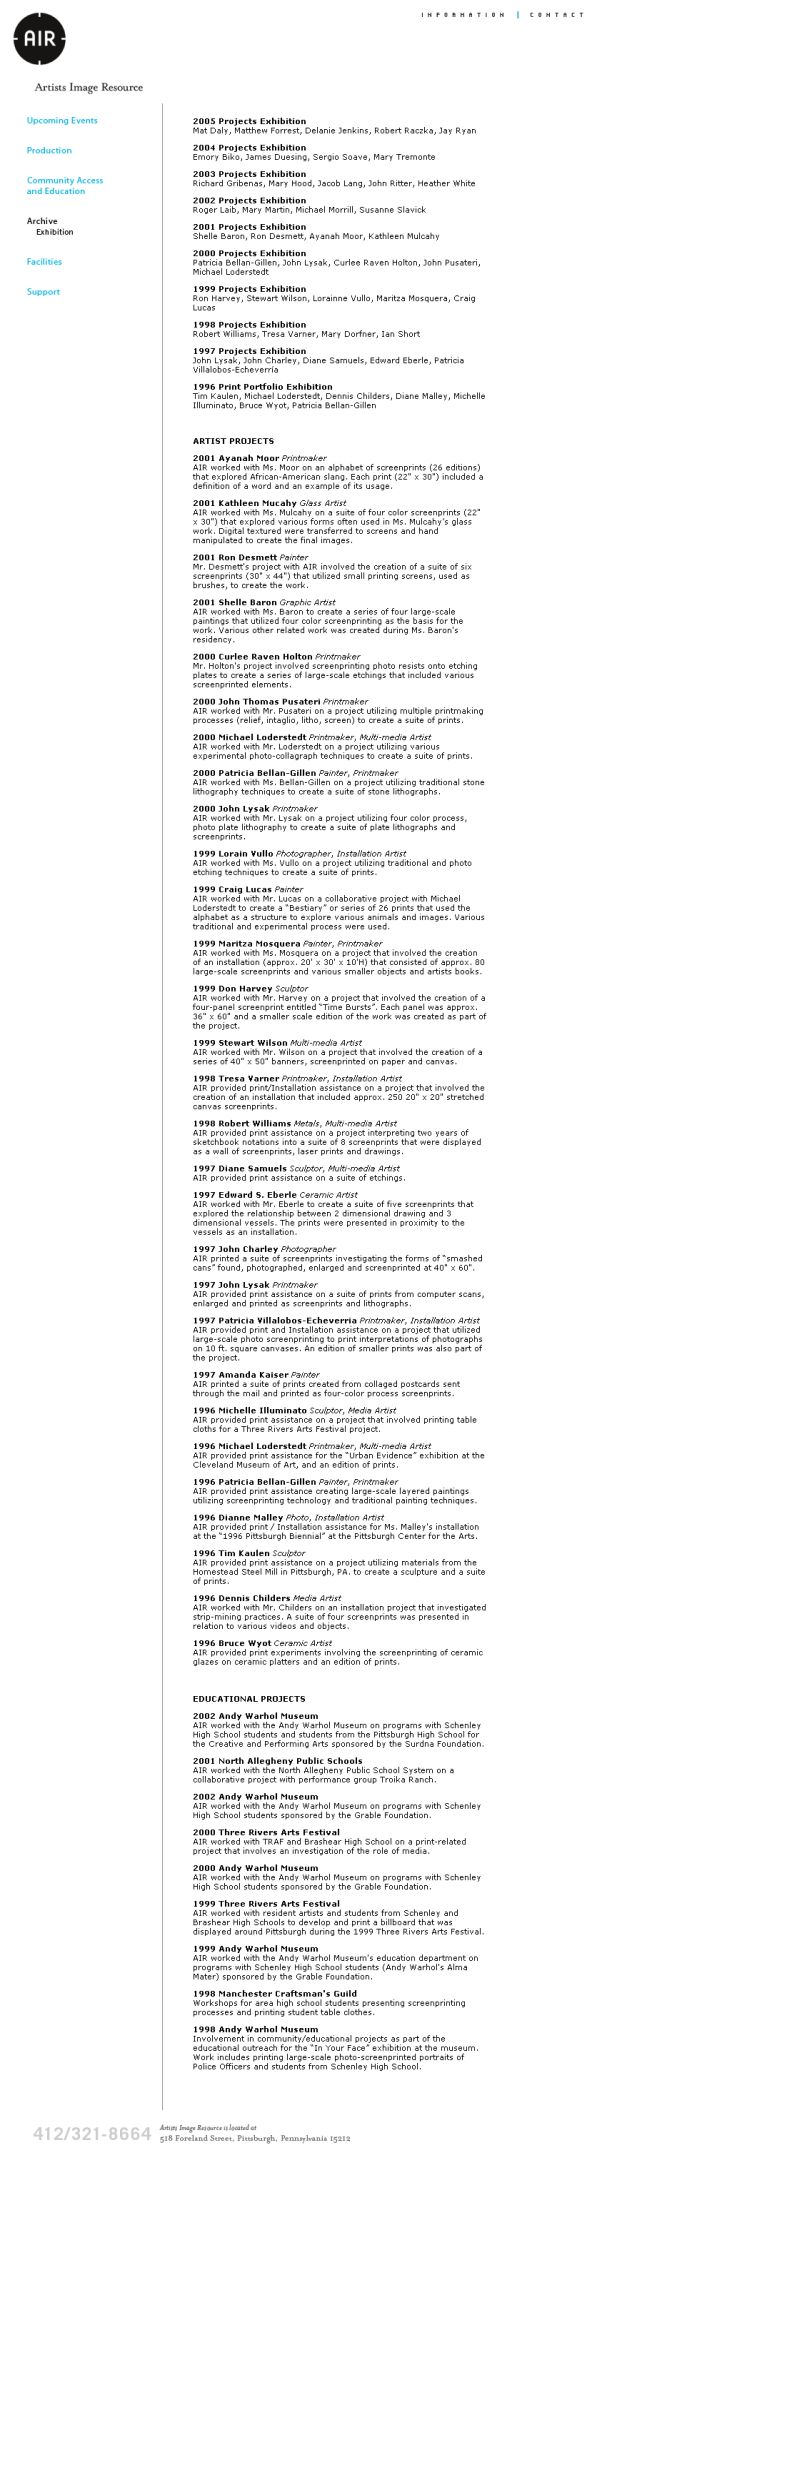 INFORMATION | CONTACT
AIR
Artists Image Resource
Upcoming Events
Production
Community Access
and Education
Archive
Exhibition
Facilities
Support
2005 Projects Exhibition
Mat Daly, Matthew Forrest, Delanie Jenkins, Robert Raczka, Jay Ryan
2004 Projects Exhibition
Emory Biko, James Duesing, Sergio Soave, Mary Tremonte
2003 Projects Exhibition
Richard Gribenas, Mary Hood, Jacob Lang, John Ritter, Heather White
2002 Projects Exhibition
Roger Laib, Mary Martin, Michael Morrill, Susanne Slavick
2001 Projects Exhibition
Shelle Baron, Ron Desmett, Ayanah Moor, Kathleen Mulcahy
2000 Projects Exhibition
Patricia Bellan-Gillen, John Lysak, Curlee Raven Holton, John Pusateri,
Michael Loderstedt
1999 Projects Exhibition
Ron Harvey, Stewart Wilson, Lorainne Vullo, Maritza Mosquera, Craig
Lucas
1998 Projects Exhibition
Robert Williams, Tresa Varner, Mary Dorfner, Ian Short
1997 Projects Exhibition
John Lysak, John Charley, Diane Samuels, Edward Eberle, Patricia
Villalobos-Echeverría
1996 Print Portfolio Exhibition
Tim Kaulen, Michael Loderstedt, Dennis Childers, Diane Malley, Michelle
Illuminato, Bruce Wyot, Patricia Bellan-Gillen
ARTIST PROJECTS
2001 Ayanah Moor Printmaker
AIR worked with Ms. Moor on an alphabet of screenprints (26 editions)
that explored African-American slang. Each print (22" x 30") included a
definition of a word and an example of its usage.
2001 Kathleen Mucahy Glass Artist
AIR worked with Ms. Mulcahy on a suite of four color screenprints (22"
x 30") that explored various forms often used in Ms. Mulcahy's glass
work. Digital textured were transferred to screens and hand
manipulated to create the final images.
2001 Ron Desmett Painter
Mr. Desmett's project with AIR involved the creation of a suite of six
screenprints (30" x 44") that utilized small printing screens, used as
brushes, to create the work.
2001 Shelle Baron Graphic Artist
AIR worked with Ms. Baron to create a series of four large-scale
paintings that utilized four color screenprinting as the basis for the
work. Various other related work was created during Ms. Baron's
residency.
2000 Curlee Raven Holton Printmaker
Mr. Holton's project involved screenprinting photo resists onto etching
plates to create a series of large-scale etchings that included various
screenprinted elements.
2000 John Thomas Pusateri Printmaker
AIR worked with Mr. Pusateri on a project utilizing multiple printmaking
processes (relief, intaglio, litho, screen) to create a suite of prints.
2000 Michael Loderstedt Printmaker, Multi-media Artist
AIR worked with Mr. Loderstedt on a project utilizing various
experimental photo-collagraph techniques to create a suite of prints.
2000 Patricia Bellan-Gillen Painter, Printmaker
AIR worked with Ms. Bellan-Gillen on a project utilizing traditional stone
lithography techniques to create a suite of stone lithographs.
2000 John Lysak Printmaker
AIR worked with Mr. Lysak on a project utilizing four color process,
photo plate lithography to create a suite of plate lithographs and
screenprints.
1999 Lorain Vullo Photographer, Installation Artist
AIR worked with Ms. Vullo on a project utilizing traditional and photo
etching techniques to create a suite of prints.
1999 Craig Lucas Painter
AIR worked with Mr. Lucas on a collaborative project with Michael
Loderstedt to create a “Bestiary” or series of 26 prints that used the
alphabet as a structure to explore various animals and images. Various
traditional and experimental process were used.
1999 Maritza Mosquera Painter, Printmaker
AIR worked with Ms. Mosquera on a project that involved the creation
of an installation (approx. 20' x 30' x 10'H) that consisted of approx. 80
large-scale screenprints and various smaller objects and artists books.
1999 Don Harvey Sculptor
AIR worked with Mr. Harvey on a project that involved the creation of a
four-panel screenprint entitled “Time Bursts”. Each panel was approx.
36" x 60" and a smaller scale edition of the work was created as part of
the project.
1999 Stewart Wilson Multi-media Artist
AIR worked with Mr. Wilson on a project that involved the creation of a
series of 40" x 50" banners, screenprinted on paper and canvas.
1998 Tresa Varner Printmaker, Installation Artist
AIR provided print/Installation assistance on a project that involved the
creation of an installation that included approx. 250 20" x 20" stretched
canvas screenprints.
1998 Robert Williams Metals, Multi-media Artist
AIR provided print assistance on a project interpreting two years of
sketchbook notations into a suite of 8 screenprints that were displayed
as a wall of screenprints, laser prints and drawings.
1997 Diane Samuels Sculptor, Multi-media Artist
AIR provided print assistance on a suite of etchings.
1997 Edward S. Eberle Ceramic Artist
AIR worked with Mr. Eberle to create a suite of five screenprints that
explored the relationship between 2 dimensional drawing and 3
dimensional vessels. The prints were presented in proximity to the
vessels as an installation.
1997 John Charley Photographer
AIR printed a suite of screenprints investigating the forms of “smashed
cans” found, photographed, enlarged and screenprinted at 40" x 60".
1997 John Lysak Printmaker
AIR provided print assistance on a suite of prints from computer scans,
enlarged and printed as screenprints and lithographs.
1997 Patricia Villalobos-Echeverria Printmaker, Installation Artist
AIR provided print and Installation assistance on a project that utilized
large-scale photo screenprinting to print interpretations of photographs
on 10 ft. square canvases. An edition of smaller prints was also part of
the project.
1997 Amanda Kaiser Painter
AIR printed a suite of prints created from collaged postcards sent
through the mail and printed as four-color process screenprints.
1996 Michelle Illuminato Sculptor, Media Artist
AIR provided print assistance on a project that involved printing table
cloths for a Three Rivers Arts Festival project.
1996 Michael Loderstedt Printmaker, Multi-media Artist
AIR provided print assistance for the “Urban Evidence” exhibition at the
Cleveland Museum of Art, and an edition of prints.
1996 Patricia Bellan-Gillen Painter, Printmaker
AIR provided print assistance creating large-scale layered paintings
utilizing screenprinting technology and traditional painting techniques.
1996 Dianne Malley Photo, Installation Artist
AIR provided print / Installation assistance for Ms. Malley's installation
at the “1996 Pittsburgh Biennial” at the Pittsburgh Center for the Arts.
1996 Tim Kaulen Sculptor
AIR provided print assistance on a project utilizing materials from the
Homestead Steel Mill in Pittsburgh, PA. to create a sculpture and a suite
of prints.
1996 Dennis Childers Media Artist
AIR worked with Mr. Childers on an installation project that investigated
strip-mining practices. A suite of four screenprints was presented in
relation to various videos and objects.
1996 Bruce Wyot Ceramic Artist
AIR provided print experiments involving the screenprinting of ceramic
glazes on ceramic platters and an edition of prints.
EDUCATIONAL PROJECTS
2002 Andy Warhol Museum
AIR worked with the Andy Warhol Museum on programs with Schenley
High School students and students from the Pittsburgh High School for
the Creative and Performing Arts sponsored by the Surdna Foundation.
2001 North Allegheny Public Schools
AIR worked with the North Allegheny Public School System on a
collaborative project with performance group Troika Ranch.
2002 Andy Warhol Museum
AIR worked with the Andy Warhol Museum on programs with Schenley
High School students sponsored by the Grable Foundation.
2000 Three Rivers Arts Festival
AIR worked with TRAF and Brashear High School on a print-related
project that involves an investigation of the role of media.
2000 Andy Warhol Museum
AIR worked with the Andy Warhol Museum on programs with Schenley
High School students sponsored by the Grable Foundation.
1999 Three Rivers Arts Festival
AIR worked with resident artists and students from Schenley and
Brashear High Schools to develop and print a billboard that was
displayed around Pittsburgh during the 1999 Three Rivers Arts Festival.
1999 Andy Warhol Museum
AIR worked with the Andy Warhol Museum's education department on
programs with Schenley High School students (Andy Warhol's Alma
Mater) sponsored by the Grable Foundation.
1998 Manchester Craftsman's Guild
Workshops for area high school students presenting screenprinting
processes and printing student table clothes.
1998 Andy Warhol Museum
Involvement in community/educational projects as part of the
educational outreach for the “In Your Face” exhibition at the museum.
Work includes printing large-scale photo-screenprinted portraits of
Police Officers and students from Schenley High School.
412/321-8664
Artists Image Resource is located at
518 Foreland Street, Pittsburgh, Pennsylvania 15212